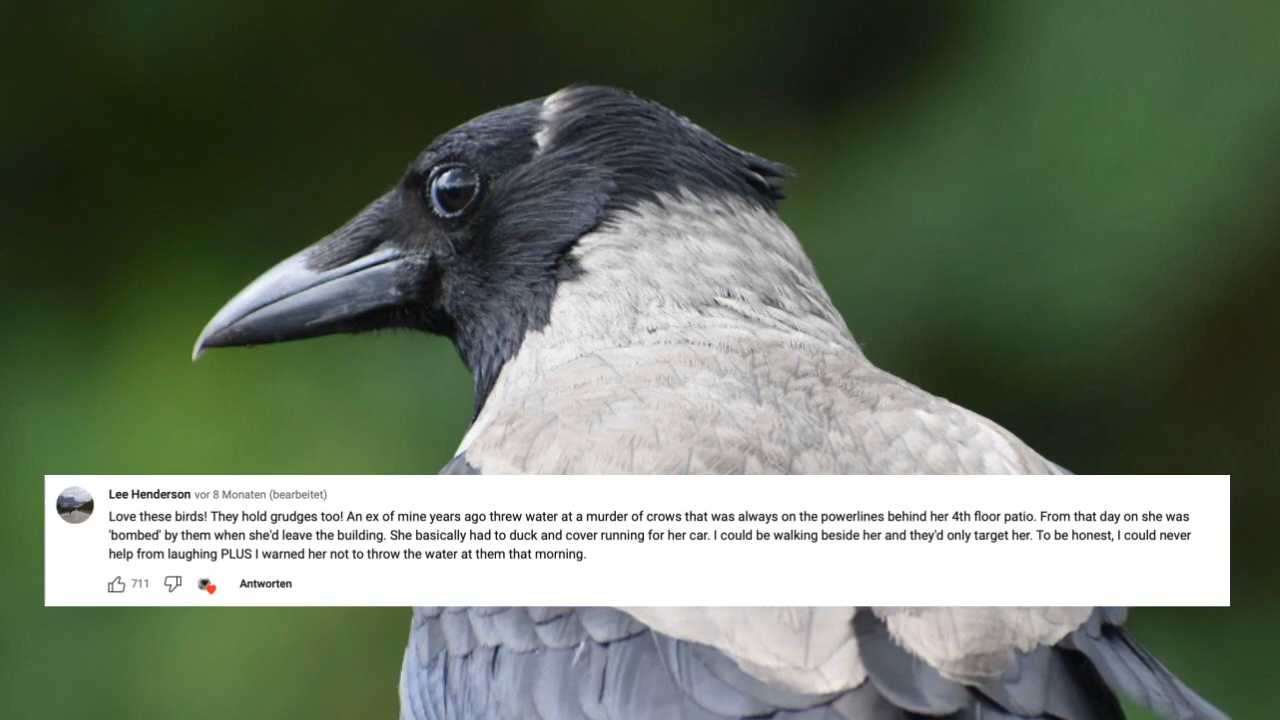 Lee Henderson vor 8 Monaten (bearbeitet)
Love these birds! They hold grudges too! An ex of mine years ago threw water at a murder of crows that was always on the powerlines behind her 4th floor patio. From that day on she was
'bombed' by them when she'd leave the building. She basically had to duck and cover running for her car. I could be walking beside her and they'd only target her. To be honest, I could never
help from laughing PLUS I warned her not to throw the water at them that morning.
711 Antworten